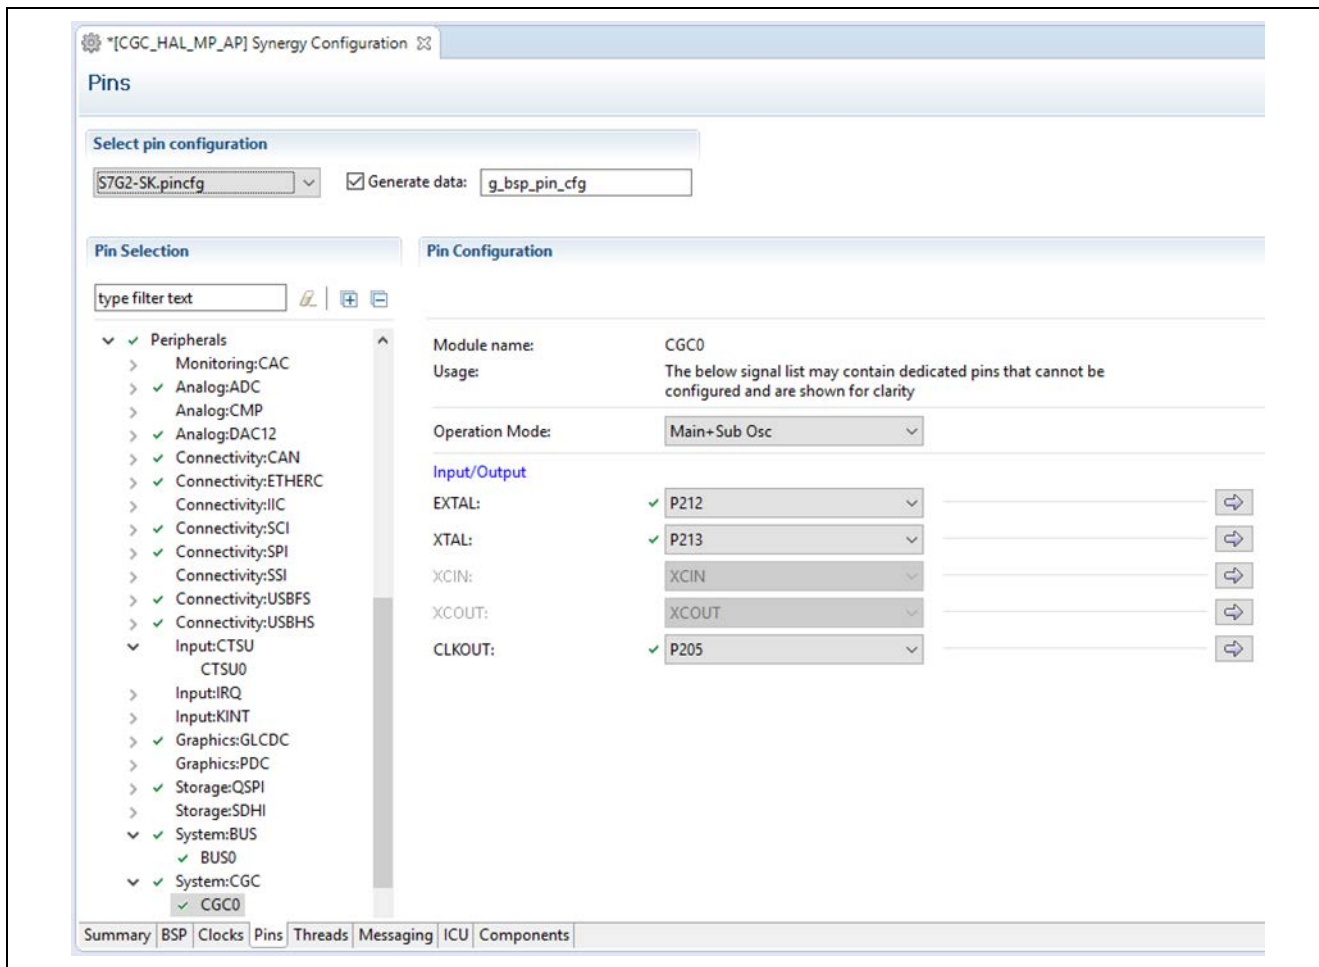 *[CGC_HAL_MP_AP] Synergy Configuration
Pins
Select pin configuration
S7G2-SK.pincfg
Generate data:
g_bsp_pin_cfg
Pin Selection
type filter text
Peripherals
Monitoring:CAC
Analog:ADC
Analog:CMP
Analog:DAC12
Connectivity:CAN
Connectivity:ETHERC
Connectivity:IIC
Connectivity:SCI
Connectivity:SPI
Connectivity:SSI
Connectivity:USBFS
Connectivity:USBHS
Input:CTSU
CTSU0
Input:IRQ
Input:KINT
Graphics:GLCDC
Graphics:PDC
Storage:QSPI
Storage:SDHI
System:BUS
BUS0
System:CGC
CGC0
Pin Configuration
Module name: CGC0
Usage: The below signal list may contain dedicated pins that cannot be
configured and are shown for clarity
Operation Mode: Main+Sub Osc
Input/Output
EXTAL: P212
XTAL: P213
XCIN: XCIN
XCOUT: XCOUT
CLKOUT: P205
Summary BSP Clocks Pins Threads Messaging ICU Components